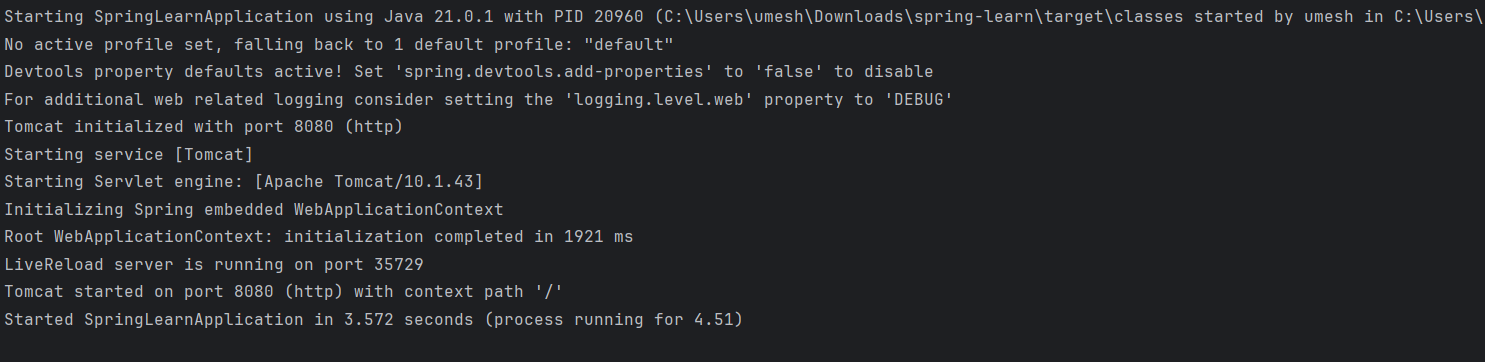 Starting SpringLearnApplication using Java 21.0.1 with PID 20960 (C:\Users\umesh\Downloads\spring-learn\target\classes started by umesh in C:\Users\
No active profile set, falling back to 1 default profile: "default"
Devtools property defaults active! Set 'spring.devtools.add-properties' to 'false' to disable
For additional web related logging consider setting the 'logging.level.web' property to 'DEBUG'
Tomcat initialized with port 8080 (http)
Starting service [Tomcat]
Starting Servlet engine: [Apache Tomcat/10.1.43]
Initializing Spring embedded WebApplicationContext
Root WebApplicationContext: initialization completed in 1921 ms
LiveReload server is running on port 35729
Tomcat started on port 8080 (http) with context path '/'
Started SpringLearnApplication in 3.572 seconds (process running for 4.51)